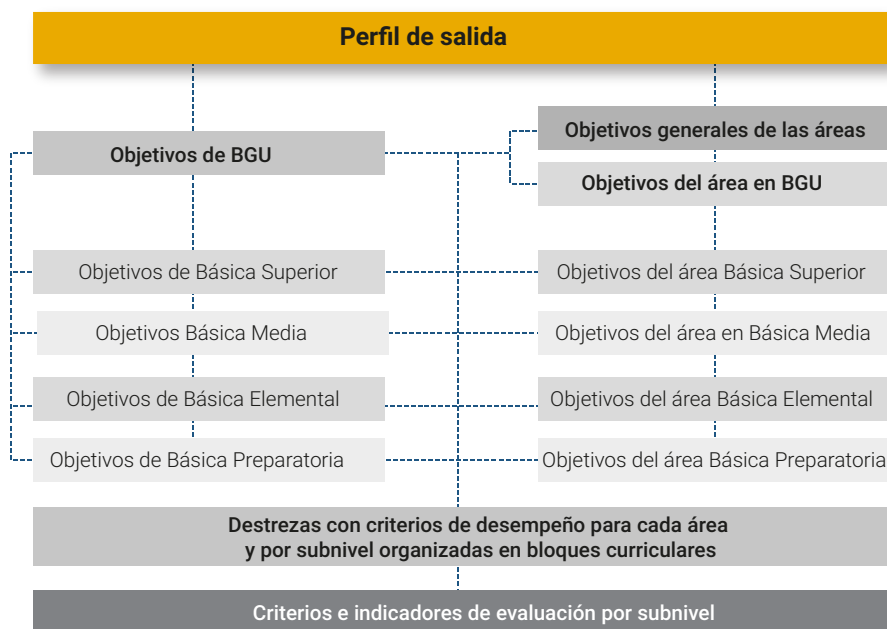 Perfil de salida
Objetivos de BGU
Objetivos generales de las áreas
Objetivos del área en BGU
Objetivos de Básica Superior
Objetivos del área Básica Superior
Objetivos Básica Media
Objetivos del área en Básica Media
Objetivos de Básica Elemental
Objetivos del área Básica Elemental
Objetivos de Básica Preparatoria
Objetivos del área Básica Preparatoria
Destrezas con criterios de desempeño para cada área
y por subnivel organizadas en bloques curriculares
Criterios e indicadores de evaluación por subnivel